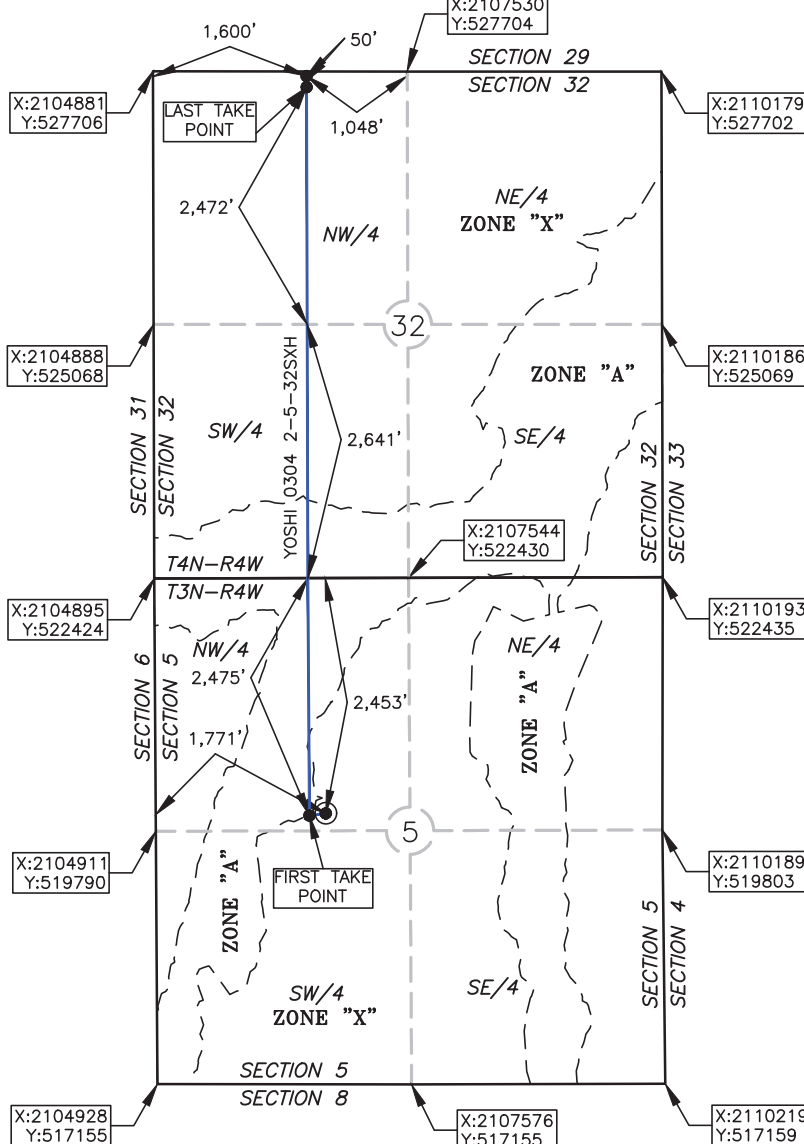 X:2107530
Y:527704
1,600'
50'
SECTION 29
SECTION 32
X:2104881
Y:527706
LAST TAKE
POINT
1,048'
X:2110179
Y:527702
2,472'
NW/4
NE/4
ZONE "X"
32
X:2104888
Y:525068
X:2110186
Y:525069
ZONE "A"
SECTION 31
SECTION 32
SW/4
YOSHI 0304 2-5-32SXH
2,641'
SE/4
SECTION 32
SECTION 33
X:2107544
Y:522430
T4N-R4W
T3N-R4W
X:2104895
Y:522424
X:2110193
Y:522435
SECTION 6
SECTION 5
NW/4
2,475'
2,453'
NE/4
ZONE "A"
1,771'
5
X:2104911
Y:519790
X:2110189
Y:519803
FIRST TAKE
POINT
ZONE "A"
SECTION 5
SECTION 4
SW/4
ZONE "X"
SE/4
SECTION 5
SECTION 8
X:2104928
Y:517155
X:2107576
Y:517155
X:2110219
Y:517159